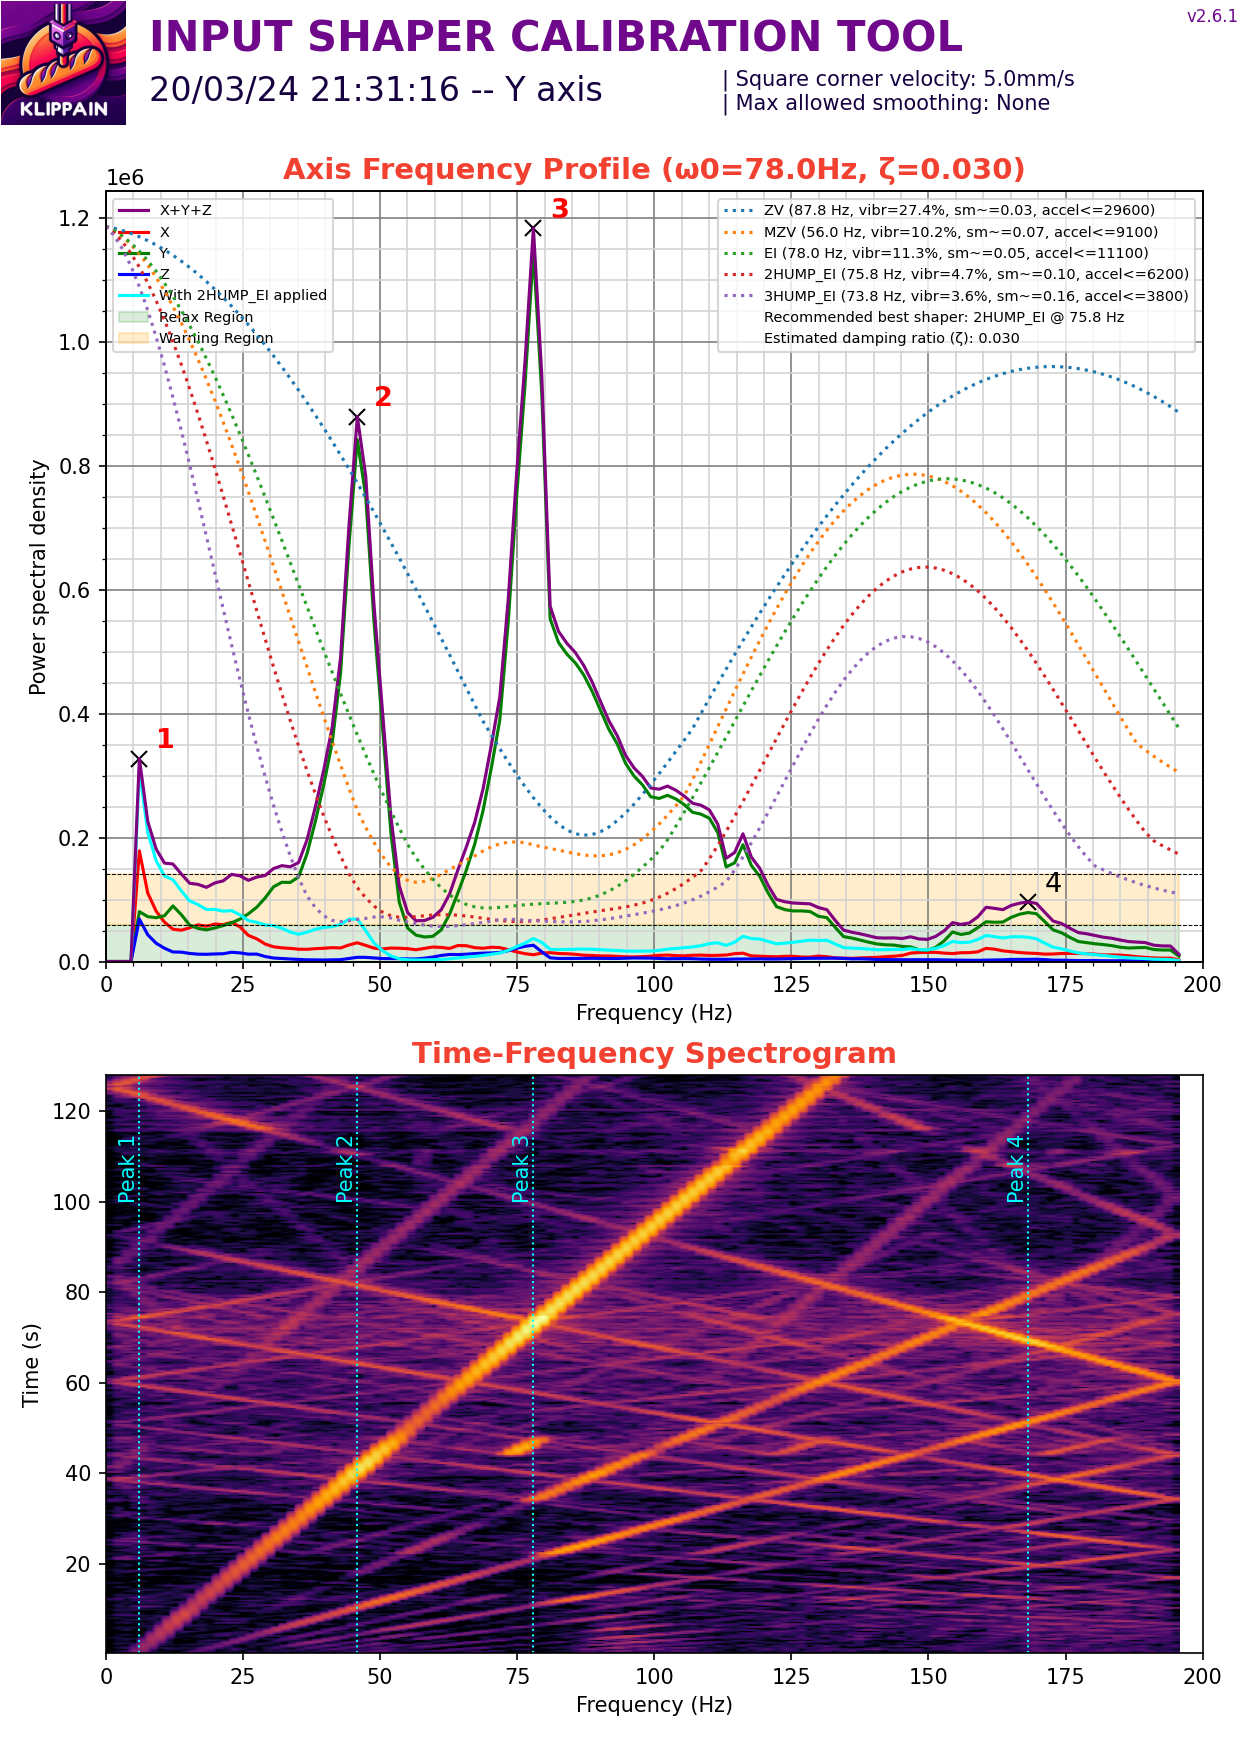 v2.6.1
INPUT SHAPER CALIBRATION TOOL
20/03/24 21:31:16 -- Y axis
| Square corner velocity: 5.0mm/s
| Max allowed smoothing: None
KLIPPAIN
Axis Frequency Profile (ω0=78.0Hz, ζ=0.030)
1e6
X+Y+Z
X
Y
Z
With 2HUMP_EI applied
Relax Region
Warning Region
ZV (87.8 Hz, vibr=27.4%, sm~=0.03, accel<=29600)
MZV (56.0 Hz, vibr=10.2%, sm~=0.07, accel<=9100)
EI (78.0 Hz, vibr=11.3%, sm~=0.05, accel<=11100)
2HUMP_EI (75.8 Hz, vibr=4.7%, sm~=0.10, accel<=6200)
3HUMP_EI (73.8 Hz, vibr=3.6%, sm~=0.16, accel<=3800)
Recommended best shaper: 2HUMP_EI @ 75.8 Hz
Estimated damping ratio (ζ): 0.030
3
2
1
4
Power spectral density
1.2
1.0
0.8
0.6
0.4
0.2
0.0
0 25 50 75 100 125 150 175 200
Frequency (Hz)
Time-Frequency Spectrogram
Peak 1
Peak 2
Peak 3
Peak 4
Time (s)
120
100
80
60
40
20
0 25 50 75 100 125 150 175 200
Frequency (Hz)